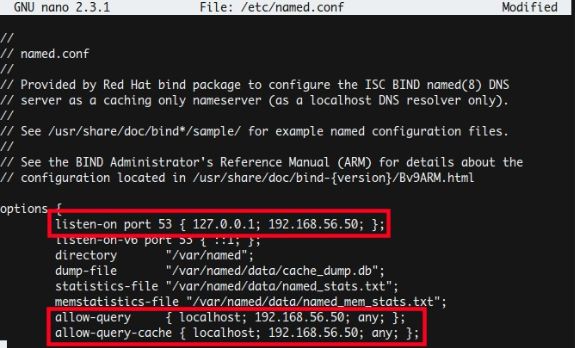 GNU nano 2.3.1 File: /etc/named.conf Modified
//
// named.conf
//
// Provided by Red Hat bind package to configure the ISC BIND named(8) DNS
// server as a caching only nameserver (as a localhost DNS resolver only).
//
// See /usr/share/doc/bind*/sample/ for example named configuration files.
//
// See the BIND Administrator's Reference Manual (ARM) for details about the
// configuration located in /usr/share/doc/bind-{version}/Bv9ARM.html
options {
listen-on port 53 { 127.0.0.1; 192.168.56.50; };
listen-on-v6 port 53 { ::1; };
directory "/var/named";
dump-file "/var/named/data/cache_dump.db";
statistics-file "/var/named/data/named_stats.txt";
memstatistics-file "/var/named/data/named_mem_stats.txt";
allow-query { localhost; 192.168.56.50; any; };
allow-query-cache { localhost; 192.168.56.50; any; };